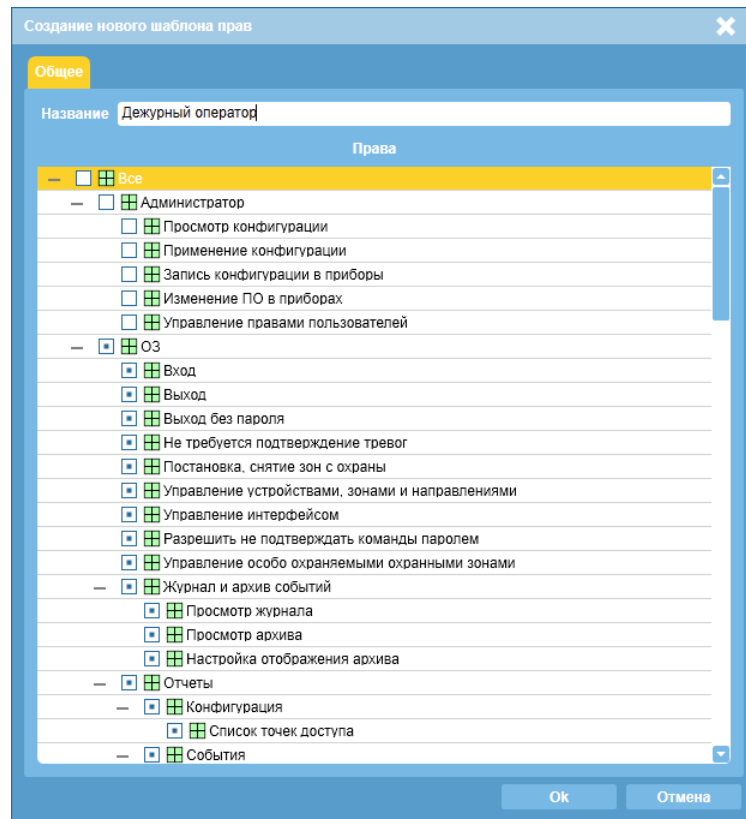 Создание нового шаблона прав
Общее
Название Дежурный оператор
Права
Все
Администратор
Просмотр конфигурации
Применение конфигурации
Запись конфигурации в приборы
Изменение ПО в приборах
Управление правами пользователей
ОЗ
Вход
Выход
Выход без пароля
Не требуется подтверждение тревог
Постановка, снятие зон с охраны
Управление устройствами, зонами и направлениями
Управление интерфейсом
Разрешить не подтверждать команды паролем
Управление особо охраняемыми охранными зонами
Журнал и архив событий
Просмотр журнала
Просмотр архива
Настройка отображения архива
Отчеты
Конфигурация
Список точек доступа
События
Ok Отмена